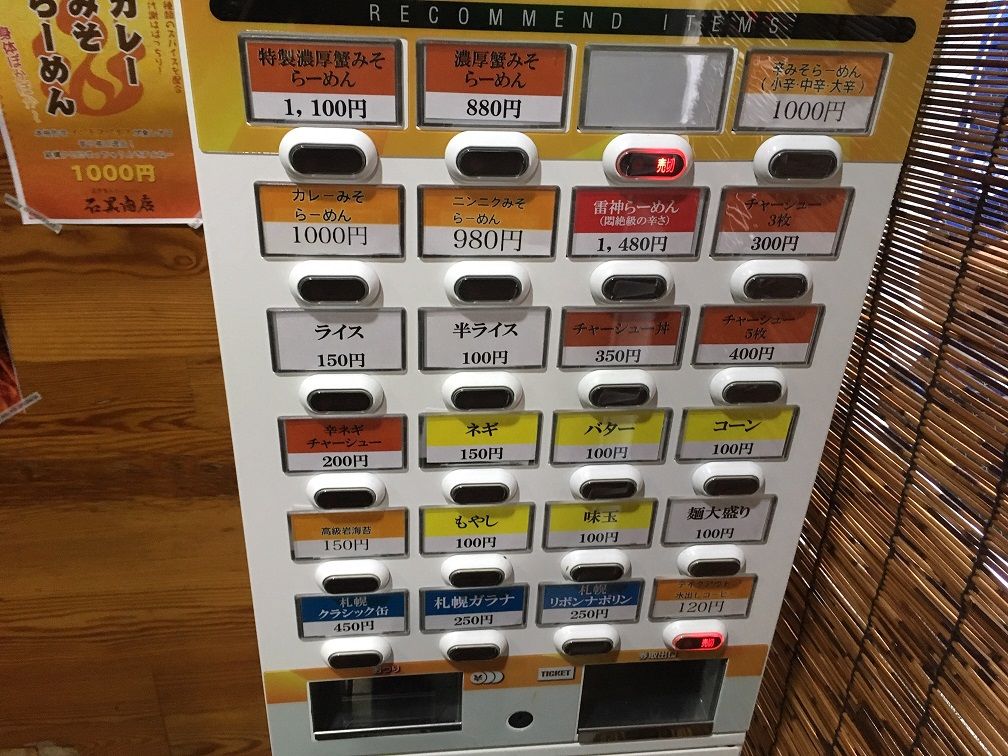 カレー
みそ
らーめん
1000円
石黒商店
RECOMMEND ITEMS
特製濃厚蟹みそ
らーめん
1,100円
濃厚蟹みそ
らーめん
880円
辛みそらーめん
(小辛・中辛・大辛)
1000円
売切
カレーみそ
らーめん
1000円
ニンニクみそ
らーめん
980円
雷神らーめん
(悶絶級の辛さ)
1,480円
チャーシュー
3枚
300円
ライス
150円
半ライス
100円
チャーシュー丼
350円
チャーシュー
5枚
400円
辛ネギ
チャーシュー
200円
ネギ
150円
バター
100円
コーン
100円
高級岩海苔
150円
もやし
100円
味玉
100円
麺大盛り
100円
札幌
クラシック缶
450円
札幌ガラナ
250円
札幌
リボンナポリン
250円
テイクアウト
水出しコーヒー
120円
売切
おつり
TICKET